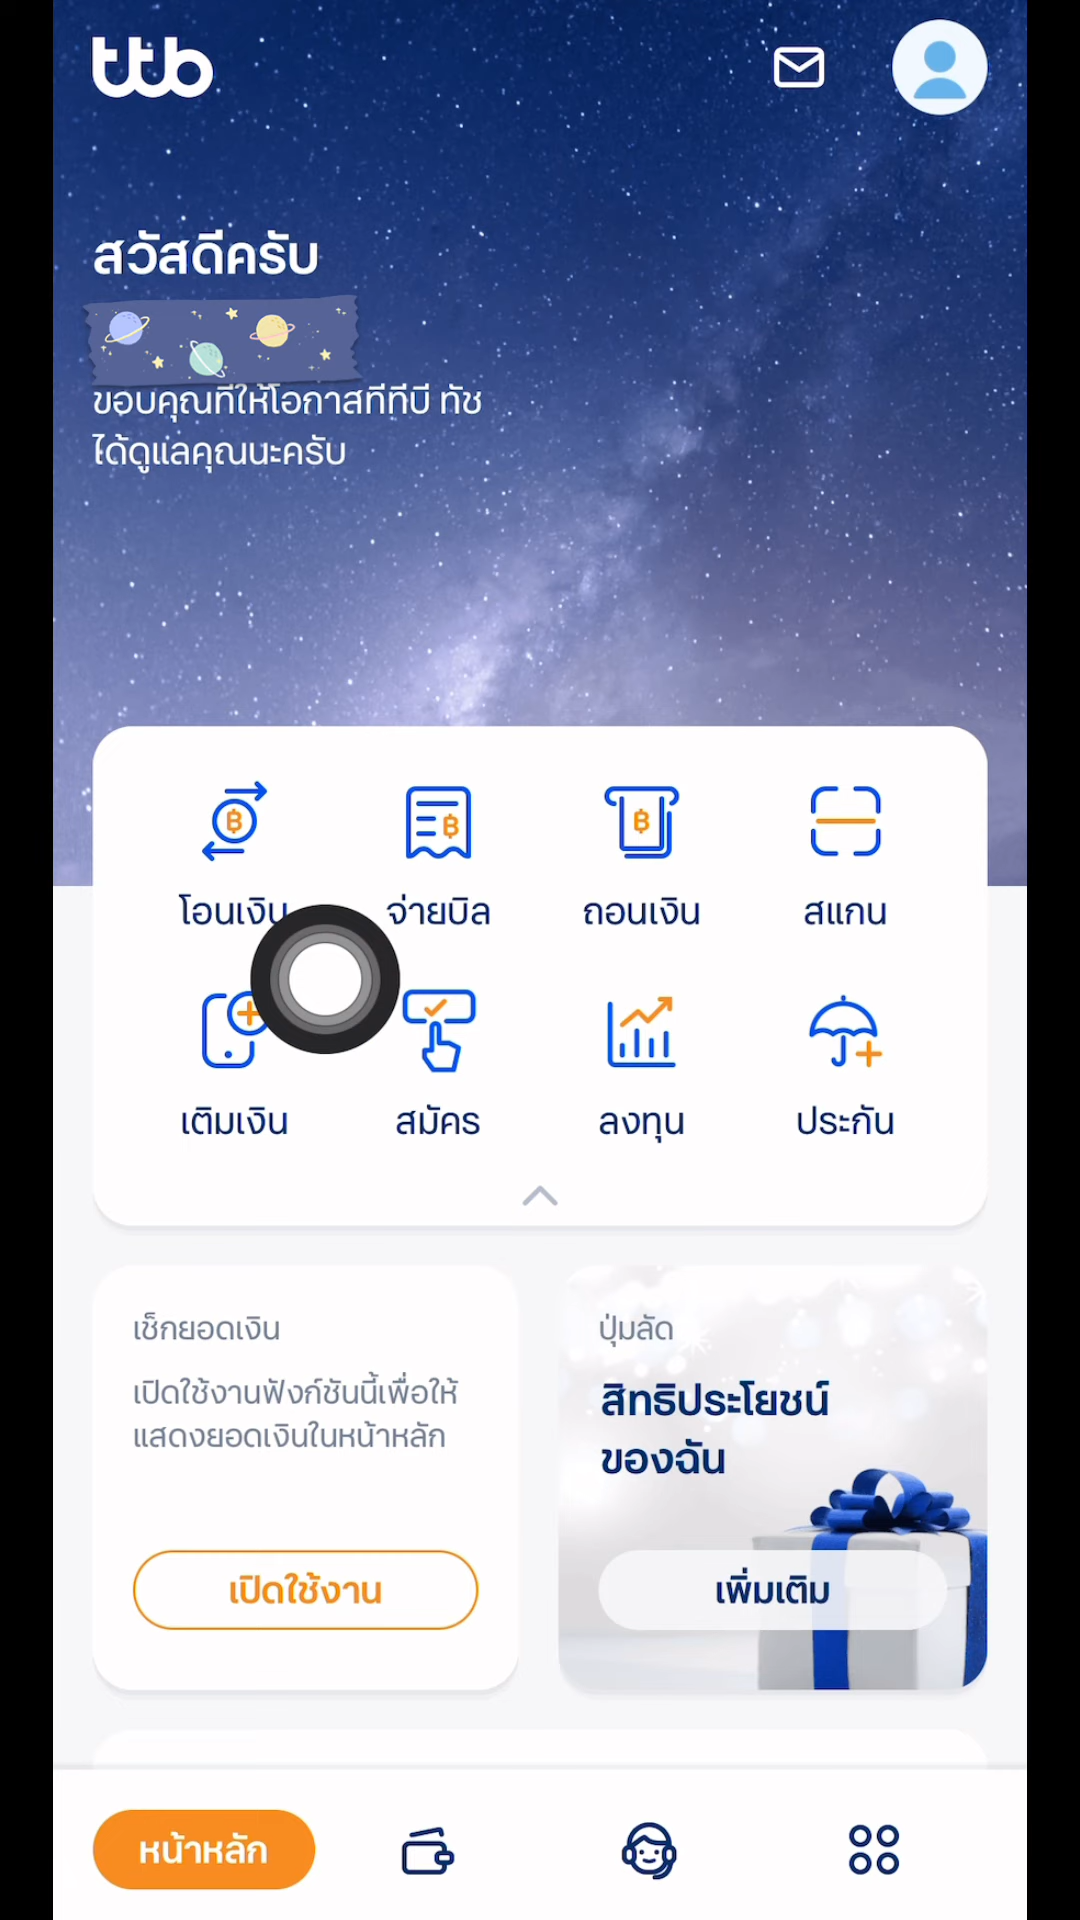 ttb
สวัสดีครับ
ขอบคุณที่ให้โอกาสทีทีบี ทัช
ได้ดูแลคุณนะครับ
โอนเงิน จ่ายบิล ถอนเงิน สแกน
เติมเงิน สมัคร ลงทุน ประกัน
เช็กยอดเงิน
เปิดใช้งานฟังก์ชันนี้เพื่อให้
แสดงยอดเงินในหน้าหลัก
เปิดใช้งาน
ปุ่มลัด
สิทธิประโยชน์
ของฉัน
เพิ่มเติม
หน้าหลัก